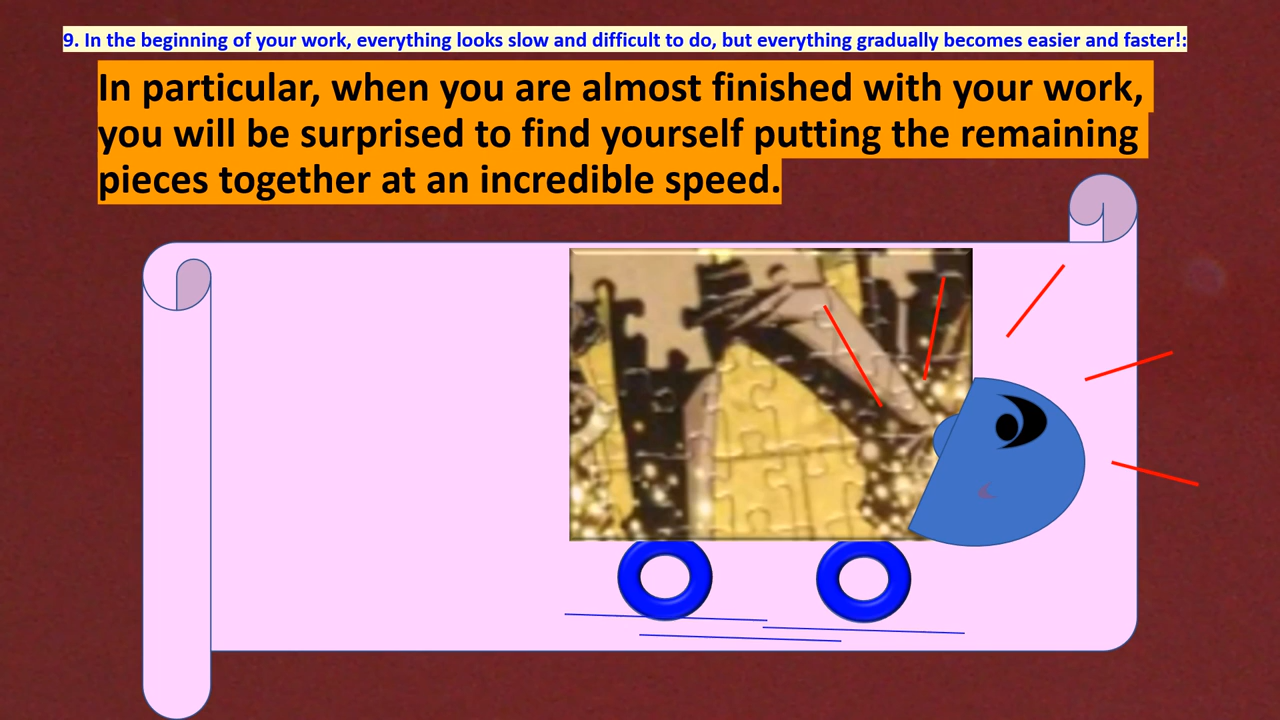 9. In the beginning of your work, everything looks slow and difficult to do, but everything gradually becomes easier and faster!:
In particular, when you are almost finished with your work,
you will be surprised to find yourself putting the remaining
pieces together at an incredible speed.